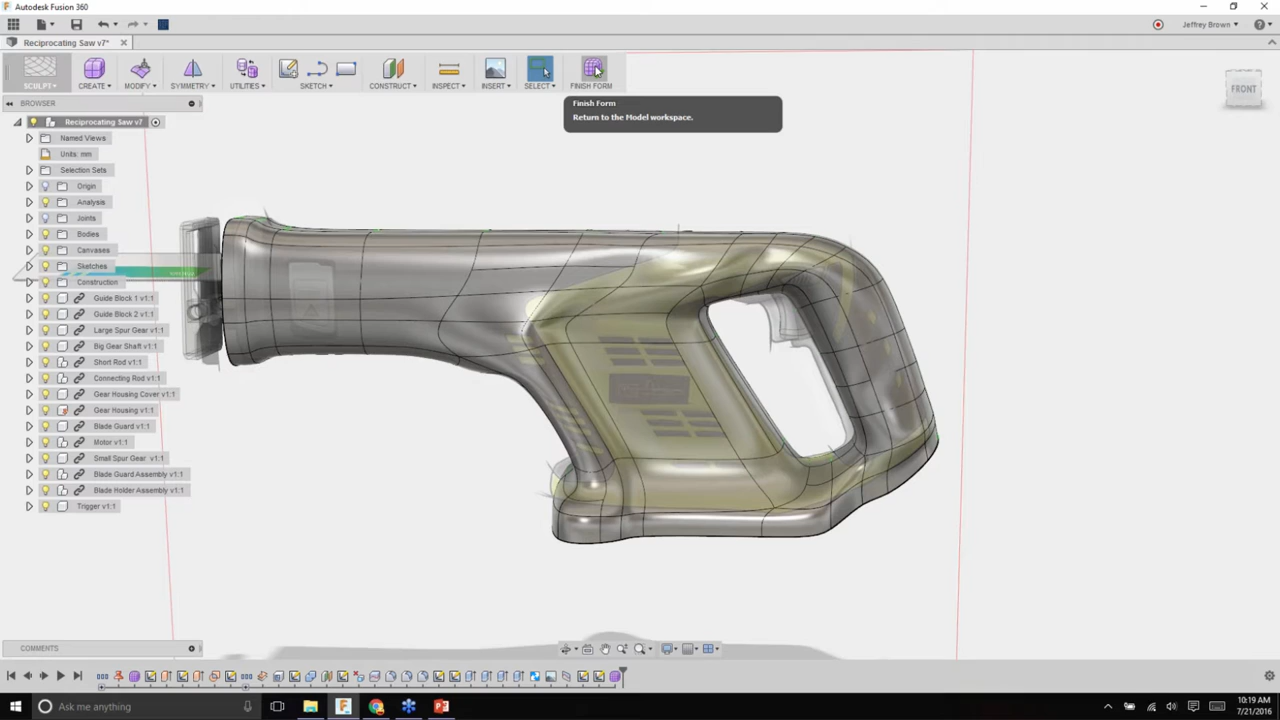 Autodesk Fusion 360
Jeffrey Brown
Reciprocating Saw v7*
SCULPT
CREATE
MODIFY
SYMMETRY
UTILITIES
SKETCH
CONSTRUCT
INSPECT
INSERT
SELECT
FINISH FORM
BROWSER
Finish Form
Return to the Model workspace.
FRONT
Reciprocating Saw v7
Named Views
Units: mm
Selection Sets
Origin
Analysis
Joints
Bodies
Canvases
Sketches
Construction
Guide Block 1 v1:1
Guide Block 2 v1:1
Large Spur Gear v1:1
Big Gear Shaft v1:1
Short Rod v1:1
Connecting Rod v1:1
Gear Housing Cover v1:1
Gear Housing v1:1
Blade Guard v1:1
Motor v1:1
Small Spur Gear v1:1
Blade Guard Assembly v1:1
Blade Holder Assembly v1:1
Trigger v1:1
COMMENTS
Ask me anything
10:19 AM
7/21/2016